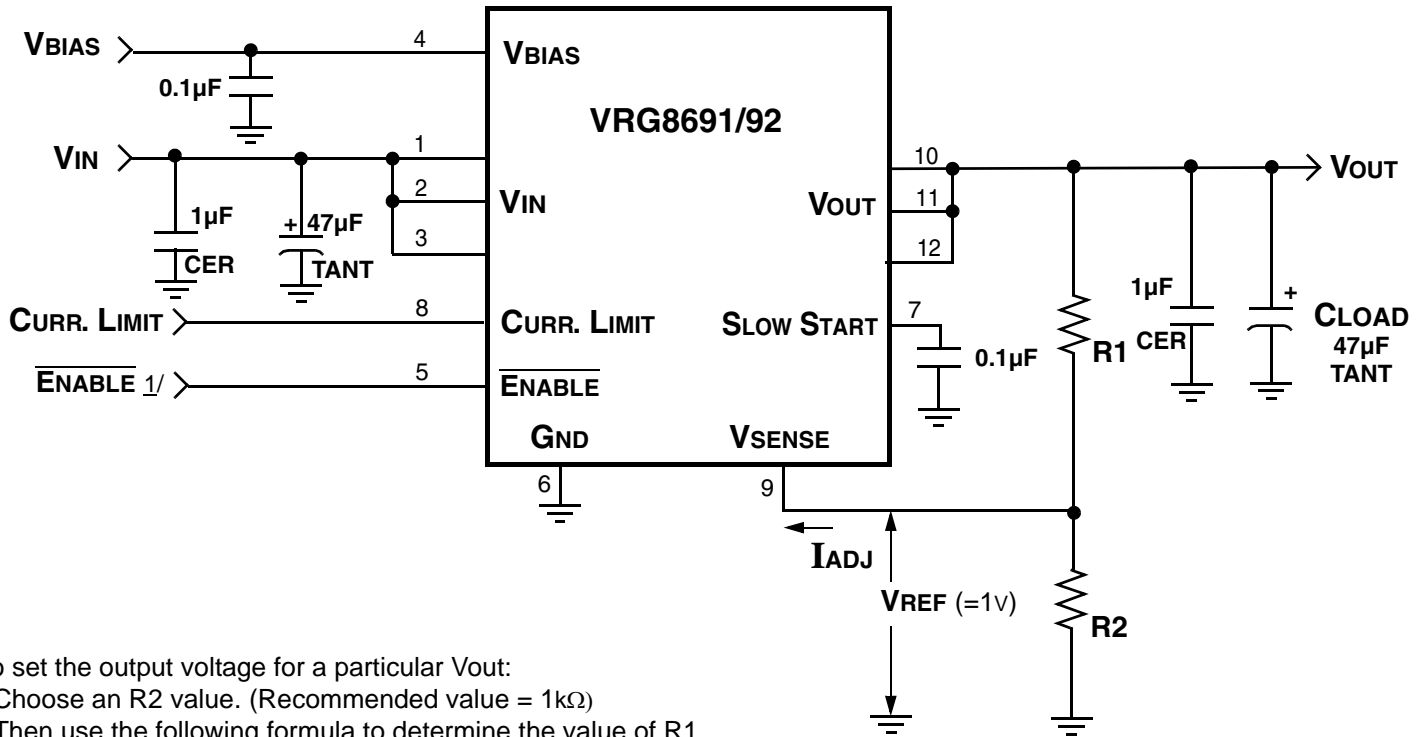 VBIAS
4
VBIAS
0.1µF
VRG8691/92
VIN
1
2
VIN
3
1µF
CER
+ 47µF
TANT
10
VOUT
VOUT
11
12
CURR. LIMIT
8
CURR. LIMIT
SLOW START
7
0.1µF
R1
1µF
CER
+
CLOAD
47µF
TANT
ENABLE 1/
5
ENABLE
GND
VSENSE
6
9
IADJ
VREF (=1V)
R2
set the output voltage for a particular Vout:
Choose an R2 value. (Recommended value = 1kΩ)
Then use the following formula to determine the value of R1